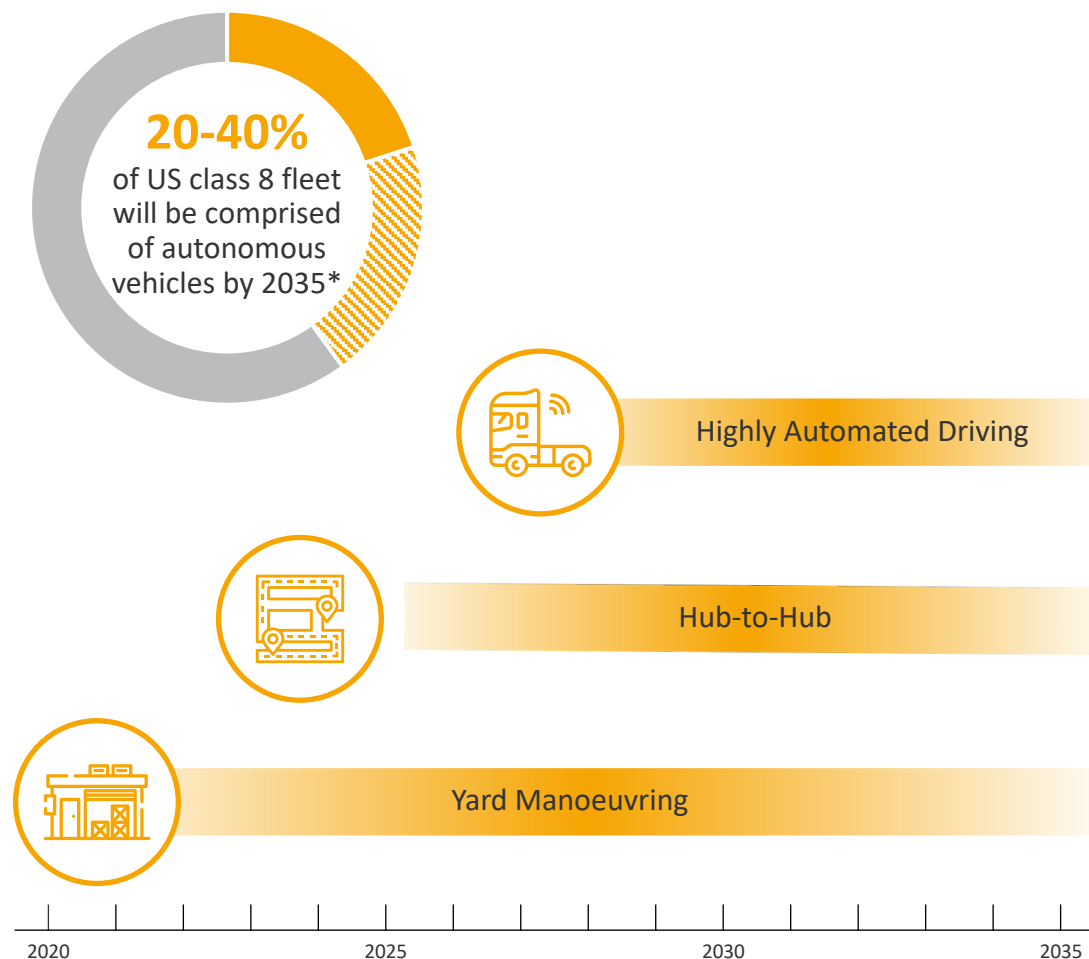 20-40%
of US class 8 fleet
will be comprised
of autonomous
vehicles by 2035*
Highly Automated Driving
Hub-to-Hub
Yard Manoeuvring
2020
2025
2030
2035